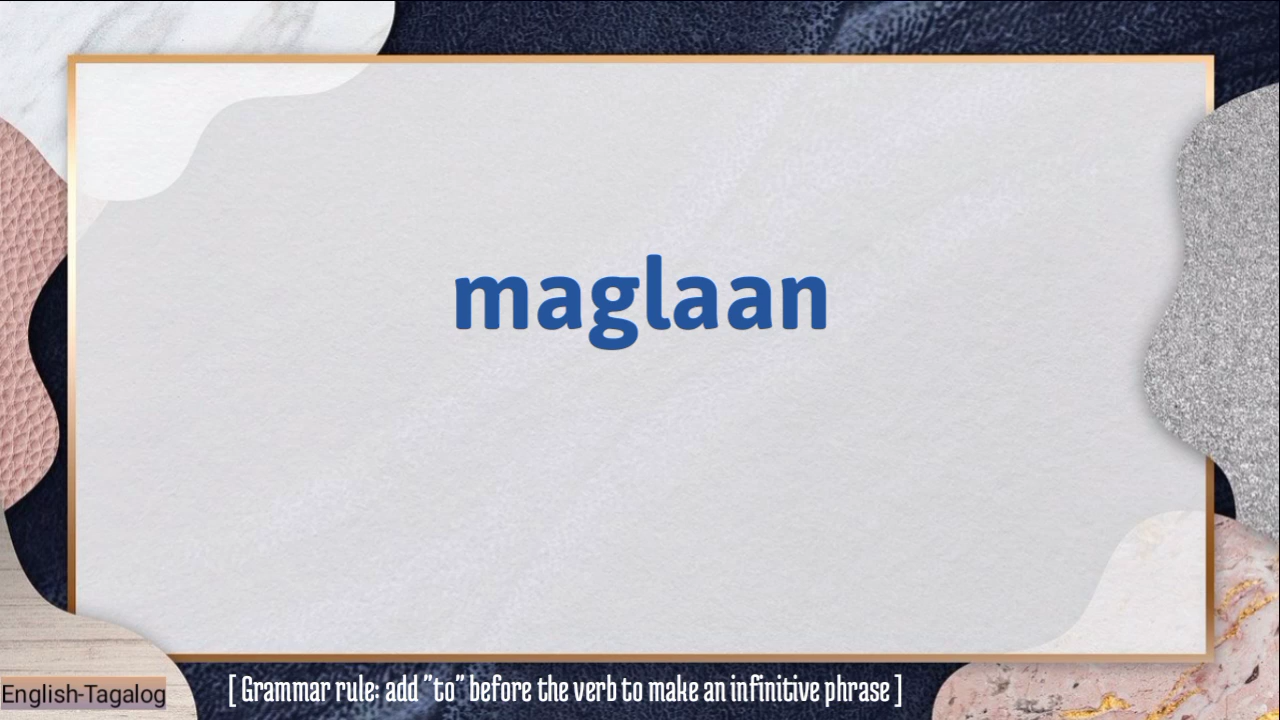 maglaan
English-Tagalog
[ Grammar rule: add "to" before the verb to make an infinitive phrase ]